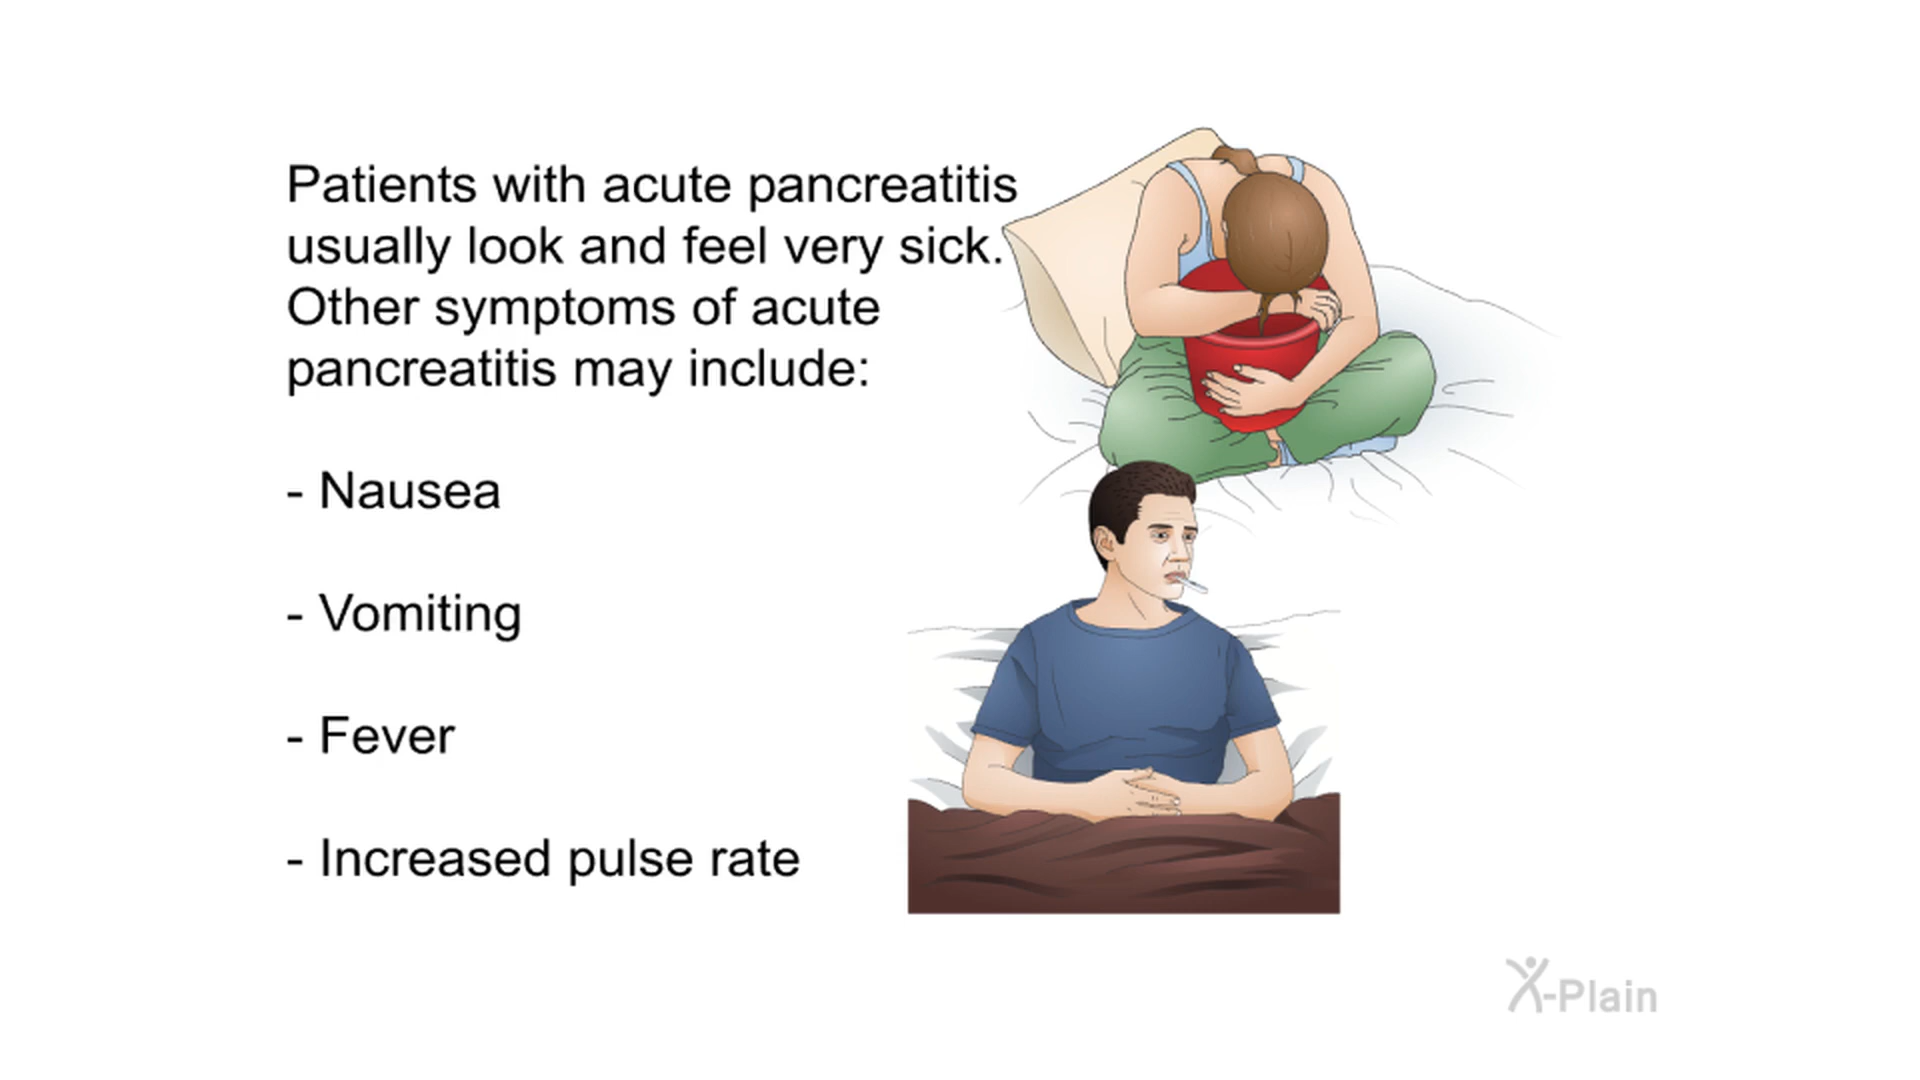 Patients with acute pancreatitis
usually look and feel very sick.
Other symptoms of acute
pancreatitis may include:
- Nausea
- Vomiting
- Fever
- Increased pulse rate
X-Plain